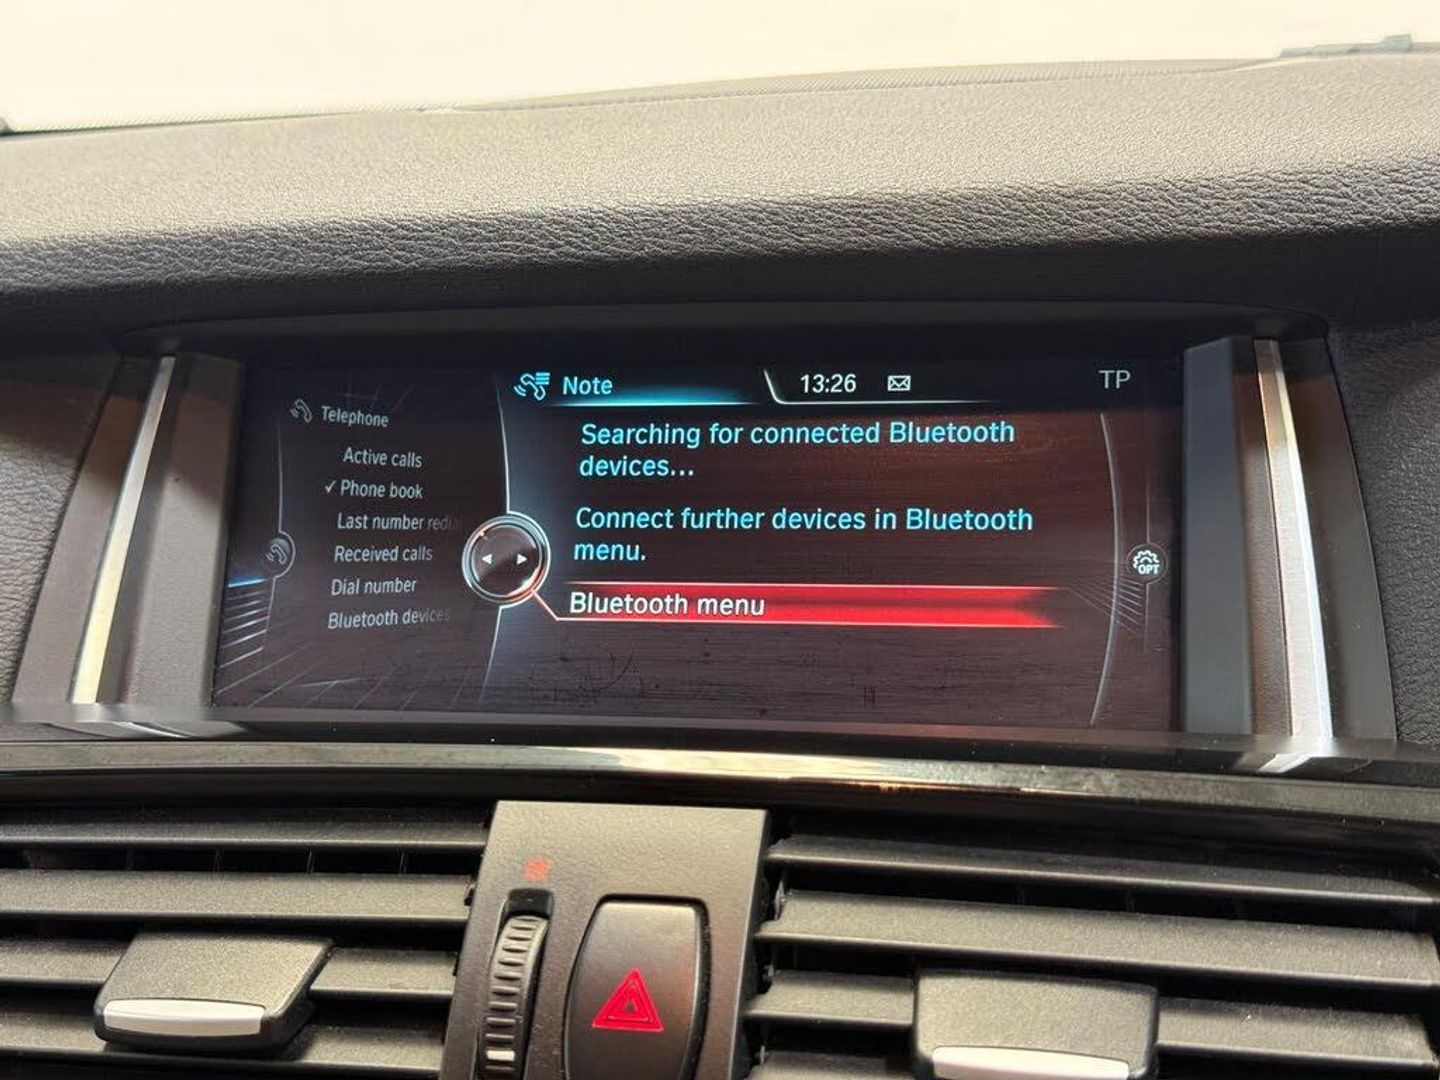 Note
13:26
TP
Telephone
Active calls
Phone book
Last number
Received calls
Dial number
Bluetooth devices
Searching for connected Bluetooth
devices...
Connect further devices in Bluetooth
menu.
Bluetooth menu
OPT